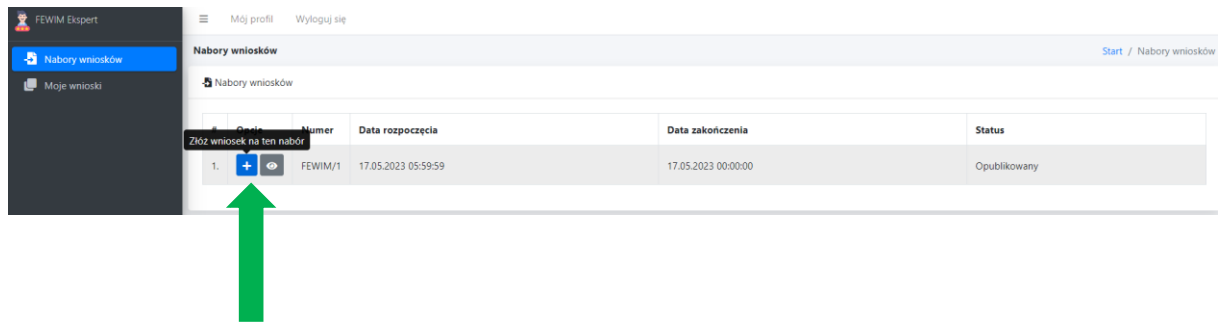 FEWIM Ekspert
Mój profil Wyloguj się
Nabory wniosków
Moje wnioski
Nabory wniosków
Start / Nabory wniosków
Nabory wniosków
# Opcje Numer Data rozpoczęcia Data zakończenia Status
Złóż wniosek na ten nabór
1. FEWIM/1 17.05.2023 05:59:59 17.05.2023 00:00:00 Opublikowany